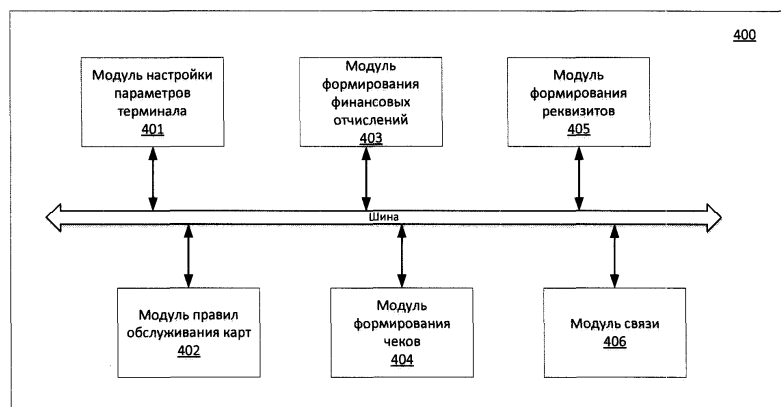 400
Модуль настройки
параметров
терминала
401
Модуль
формирования
финансовых
отчислений
403
Модуль
формирования
реквизитов
405
Шина
Модуль правил
обслуживания карт
402
Модуль
формирования
чеков
404
Модуль связи
406